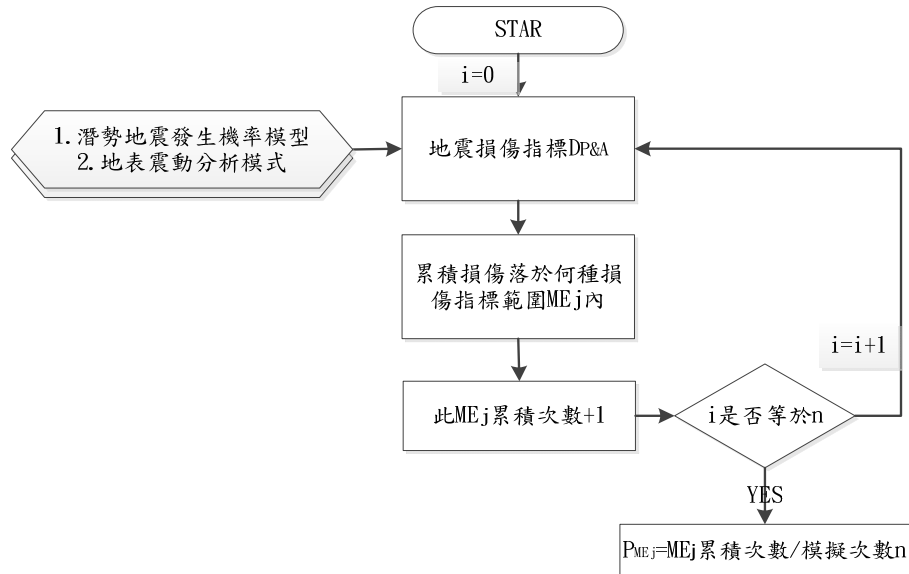 STAR
i=0
1.潛勢地震發生機率模型
2.地表震動分析模式
地震損傷指標DP&A
累積損傷落於何種損
傷指標範圍MEj內
i=i+1
此MEj累積次數+1
i是否等於n
YES
PMEj=MEj累積次數/模擬次數n